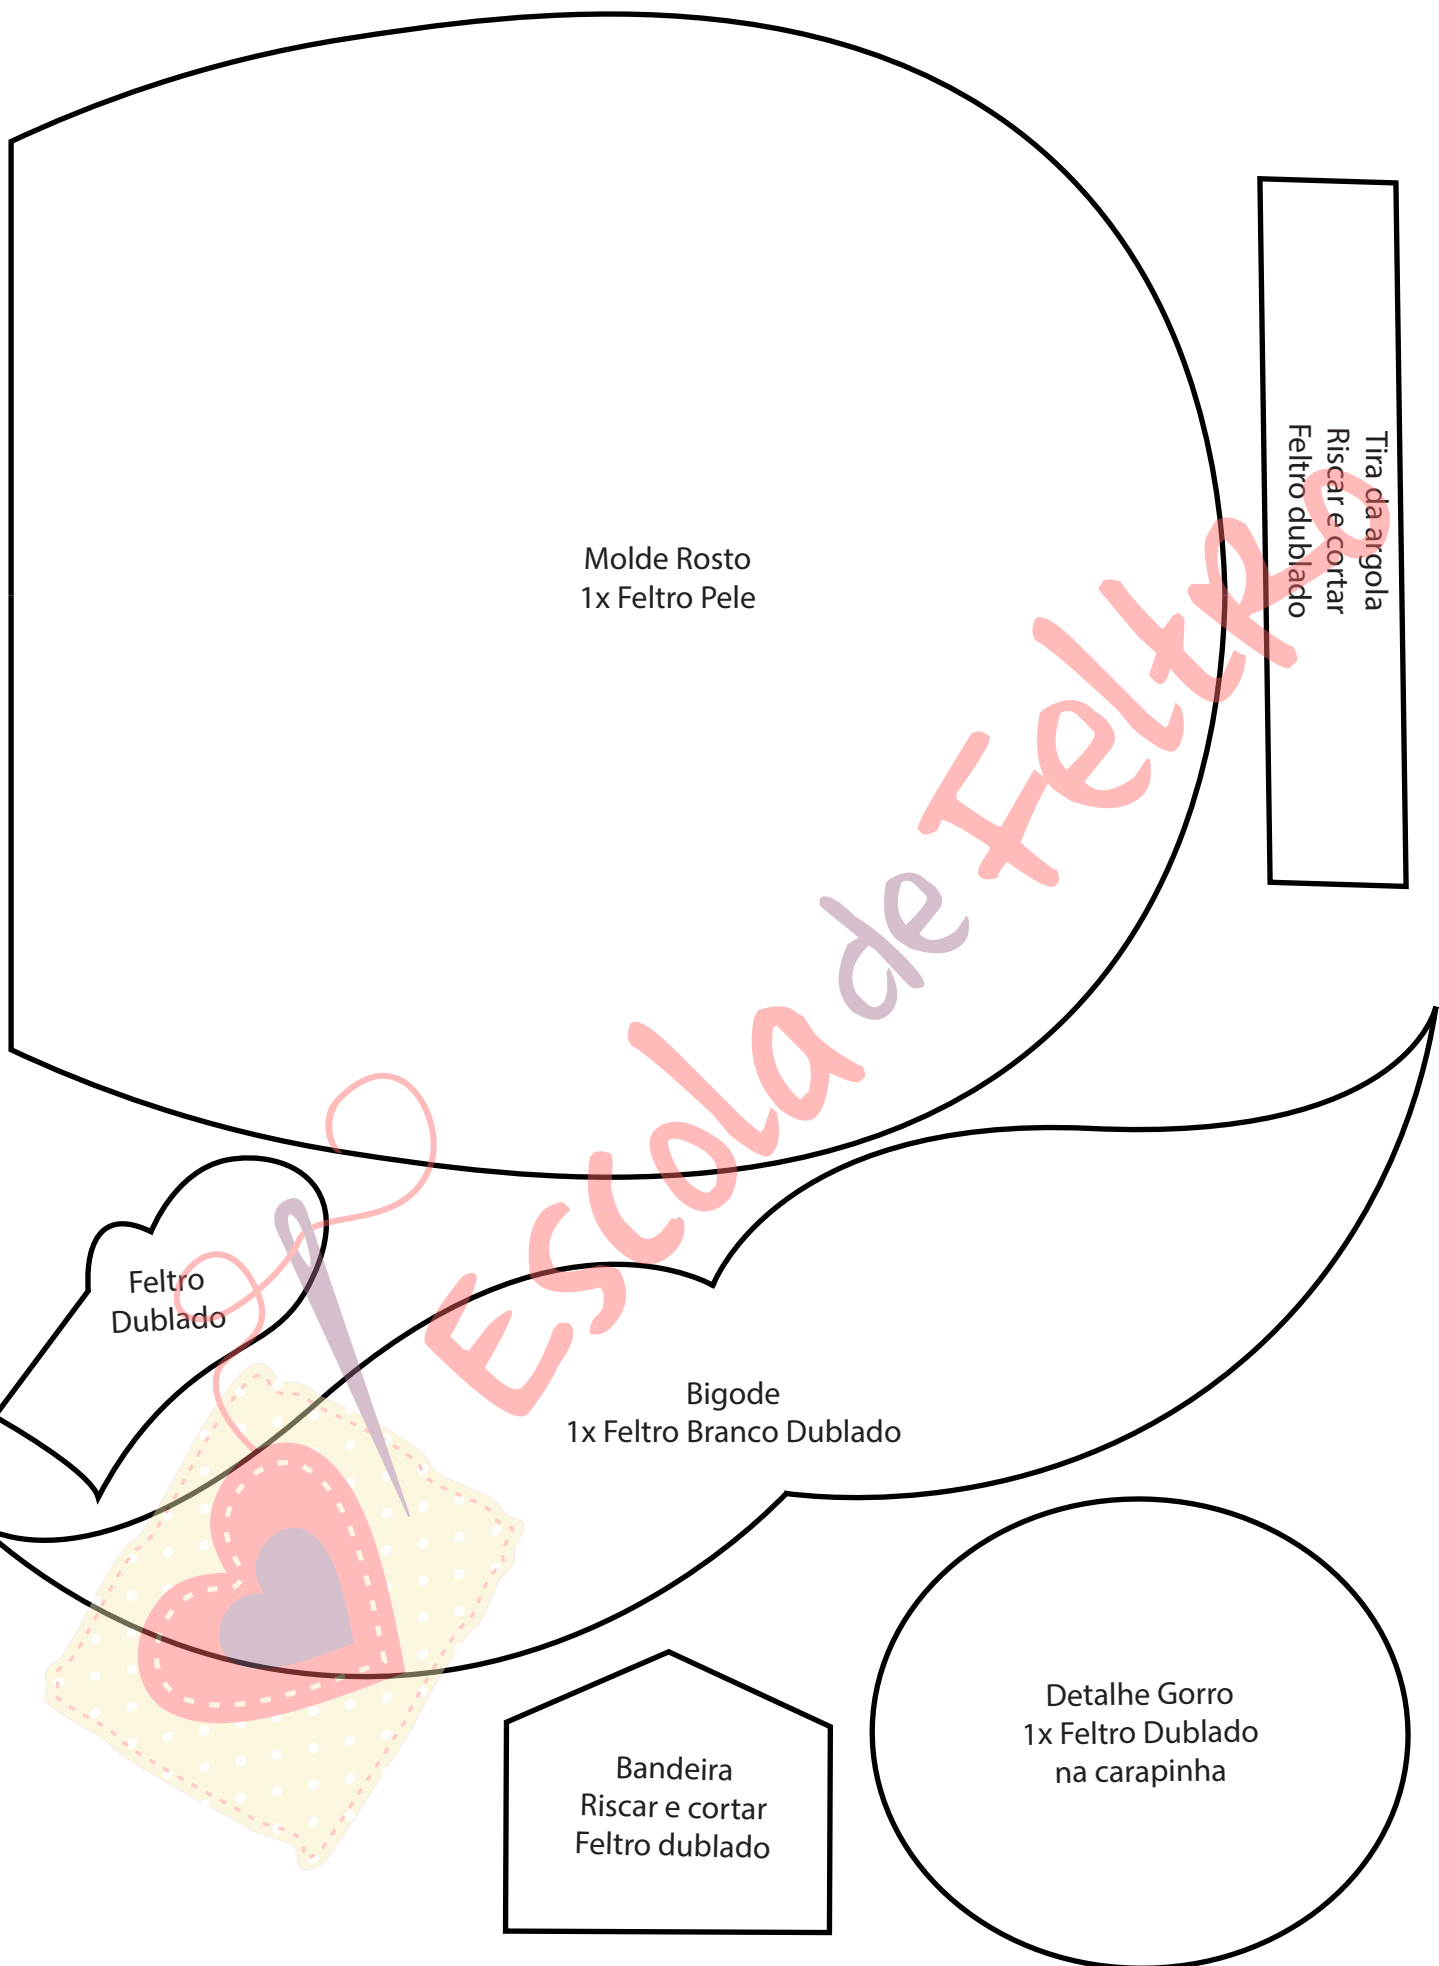 Molde Rosto
1x Feltro Pele
Tira da argola
Riscar e cortar
Feltro dublado
Escola de Feltro
Feltro
Dublado
Bigode
1x Feltro Branco Dublado
Bandeira
Riscar e cortar
Feltro dublado
Detalhe Gorro
1x Feltro Dublado
na carapinha